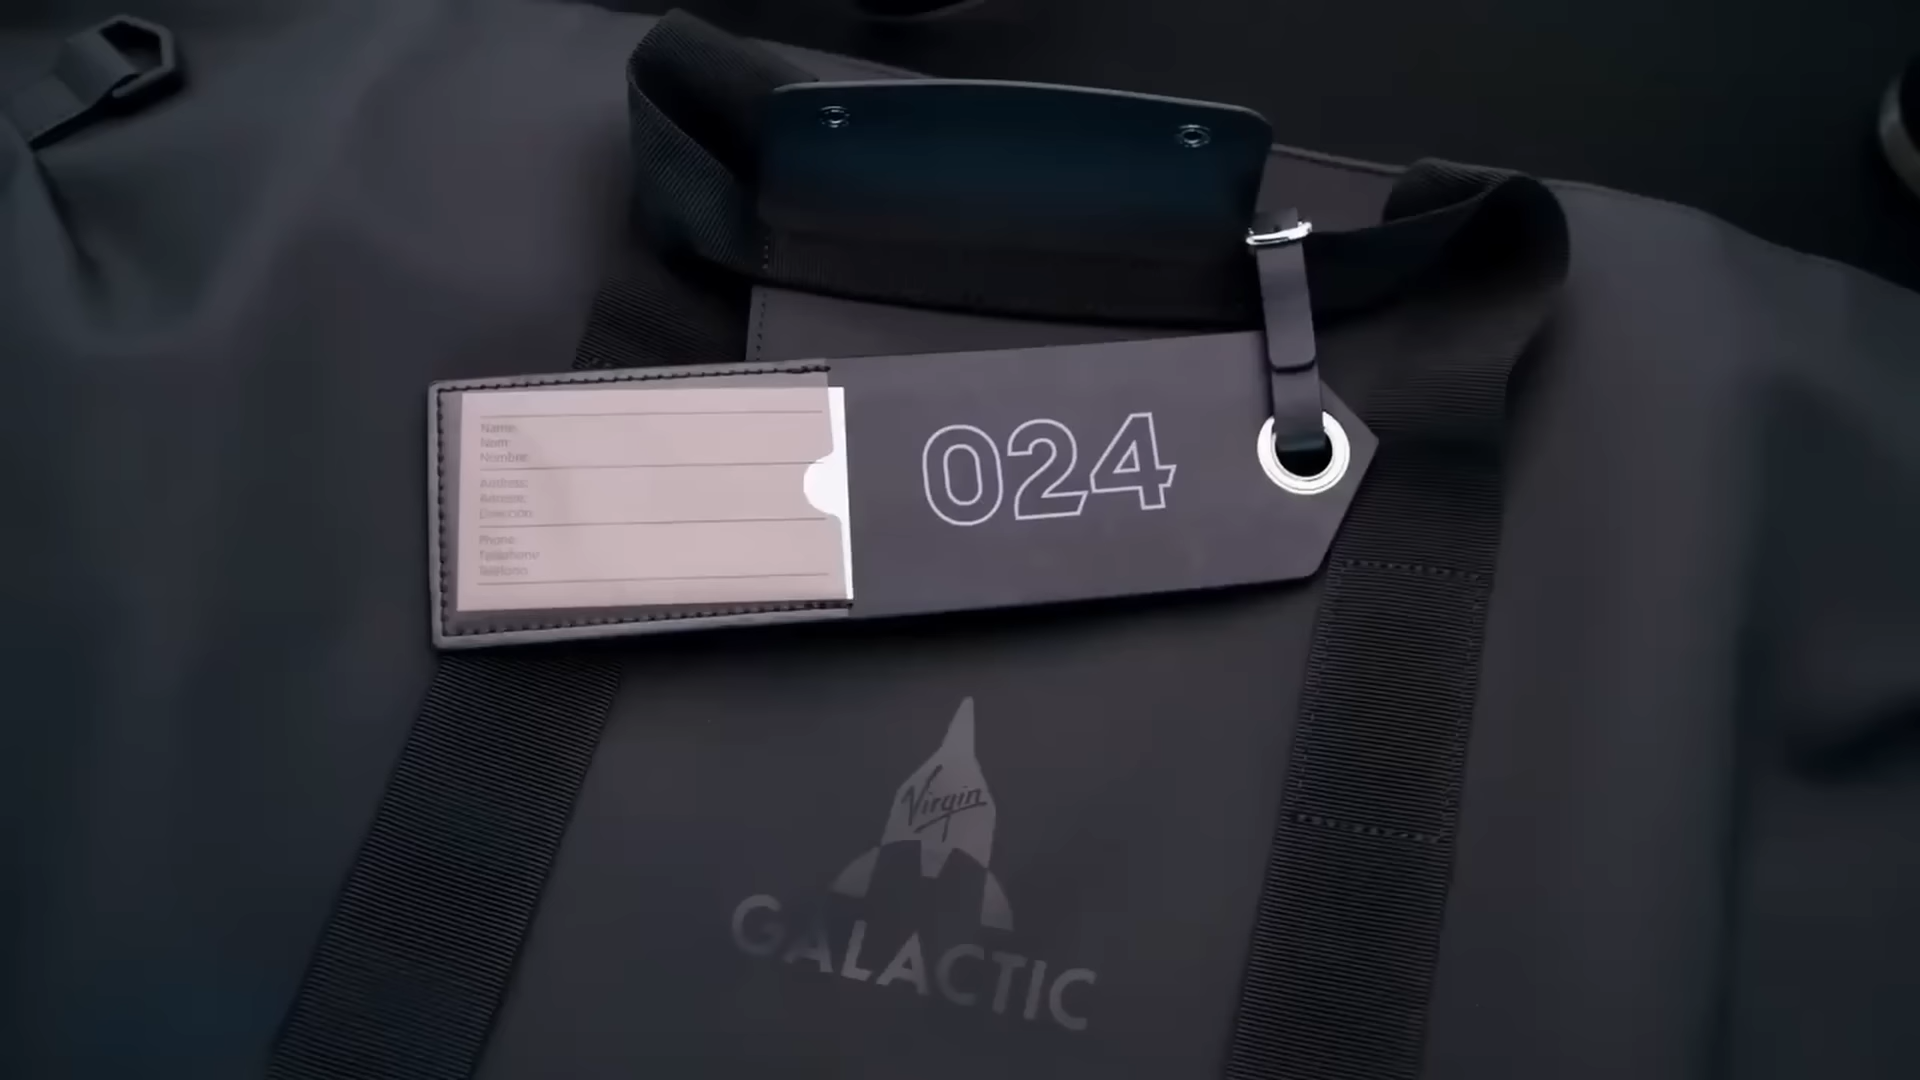 Name:
Nom:
Nombre:
Address:
Adresse:
Dirección:
Phone:
Téléphone
Teléfono:
024
Virgin
GALACTIC